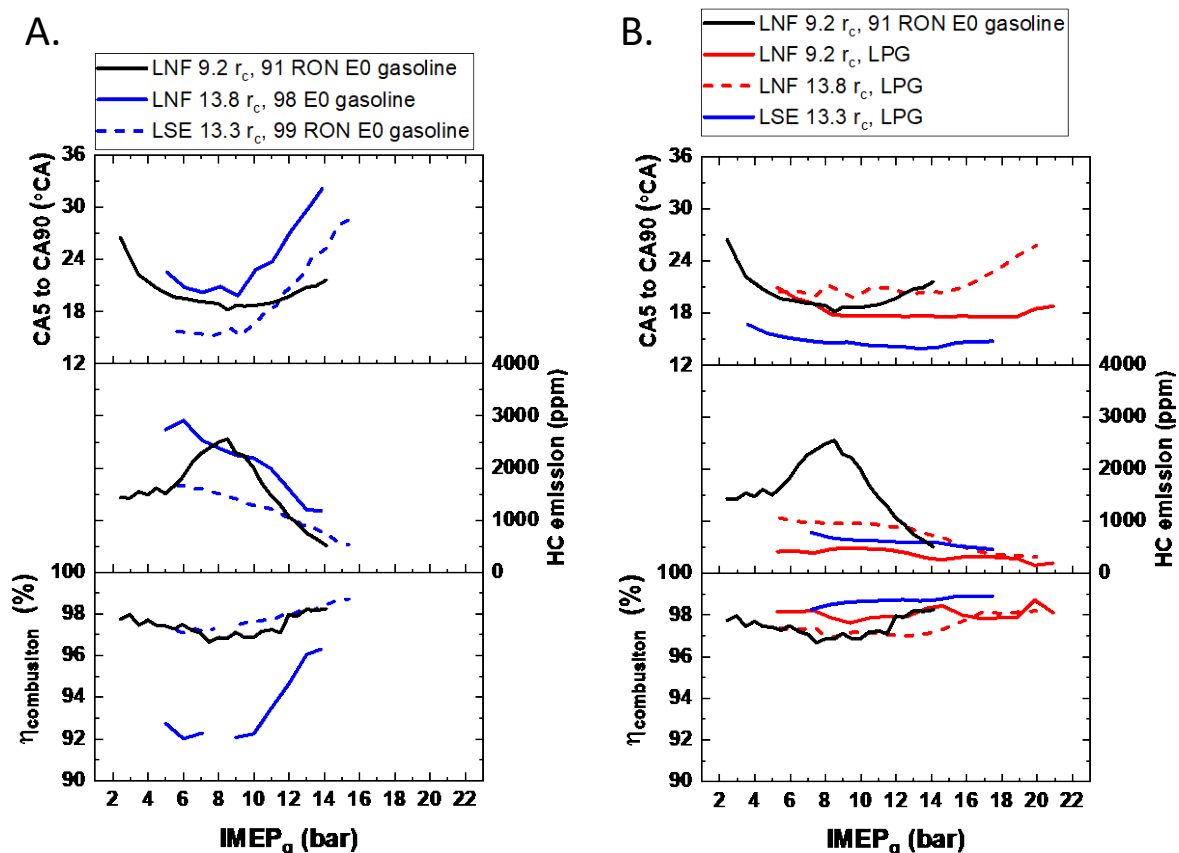 A.
LNF 9.2 rc, 91 RON E0 gasoline
LNF 13.8 rc, 98 E0 gasoline
LSE 13.3 rc, 99 RON E0 gasoline
36
30
24
18
12
CA5 to CA90 (°CA)
4000
3000
2000
1000
0
HC emission (ppm)
100
98
96
94
92
90
ηcombusiton (%)
2 4 6 8 10 12 14 16 18 20 22
IMEPg (bar)
B.
LNF 9.2 rc, 91 RON E0 gasoline
LNF 9.2 rc, LPG
LNF 13.8 rc, LPG
LSE 13.3 rc, LPG
36
30
24
18
12
CA5 to CA90 (°CA)
4000
3000
2000
1000
0
HC emission (ppm)
100
98
96
94
92
90
ηcombusiton (%)
2 4 6 8 10 12 14 16 18 20 22
IMEPg (bar)